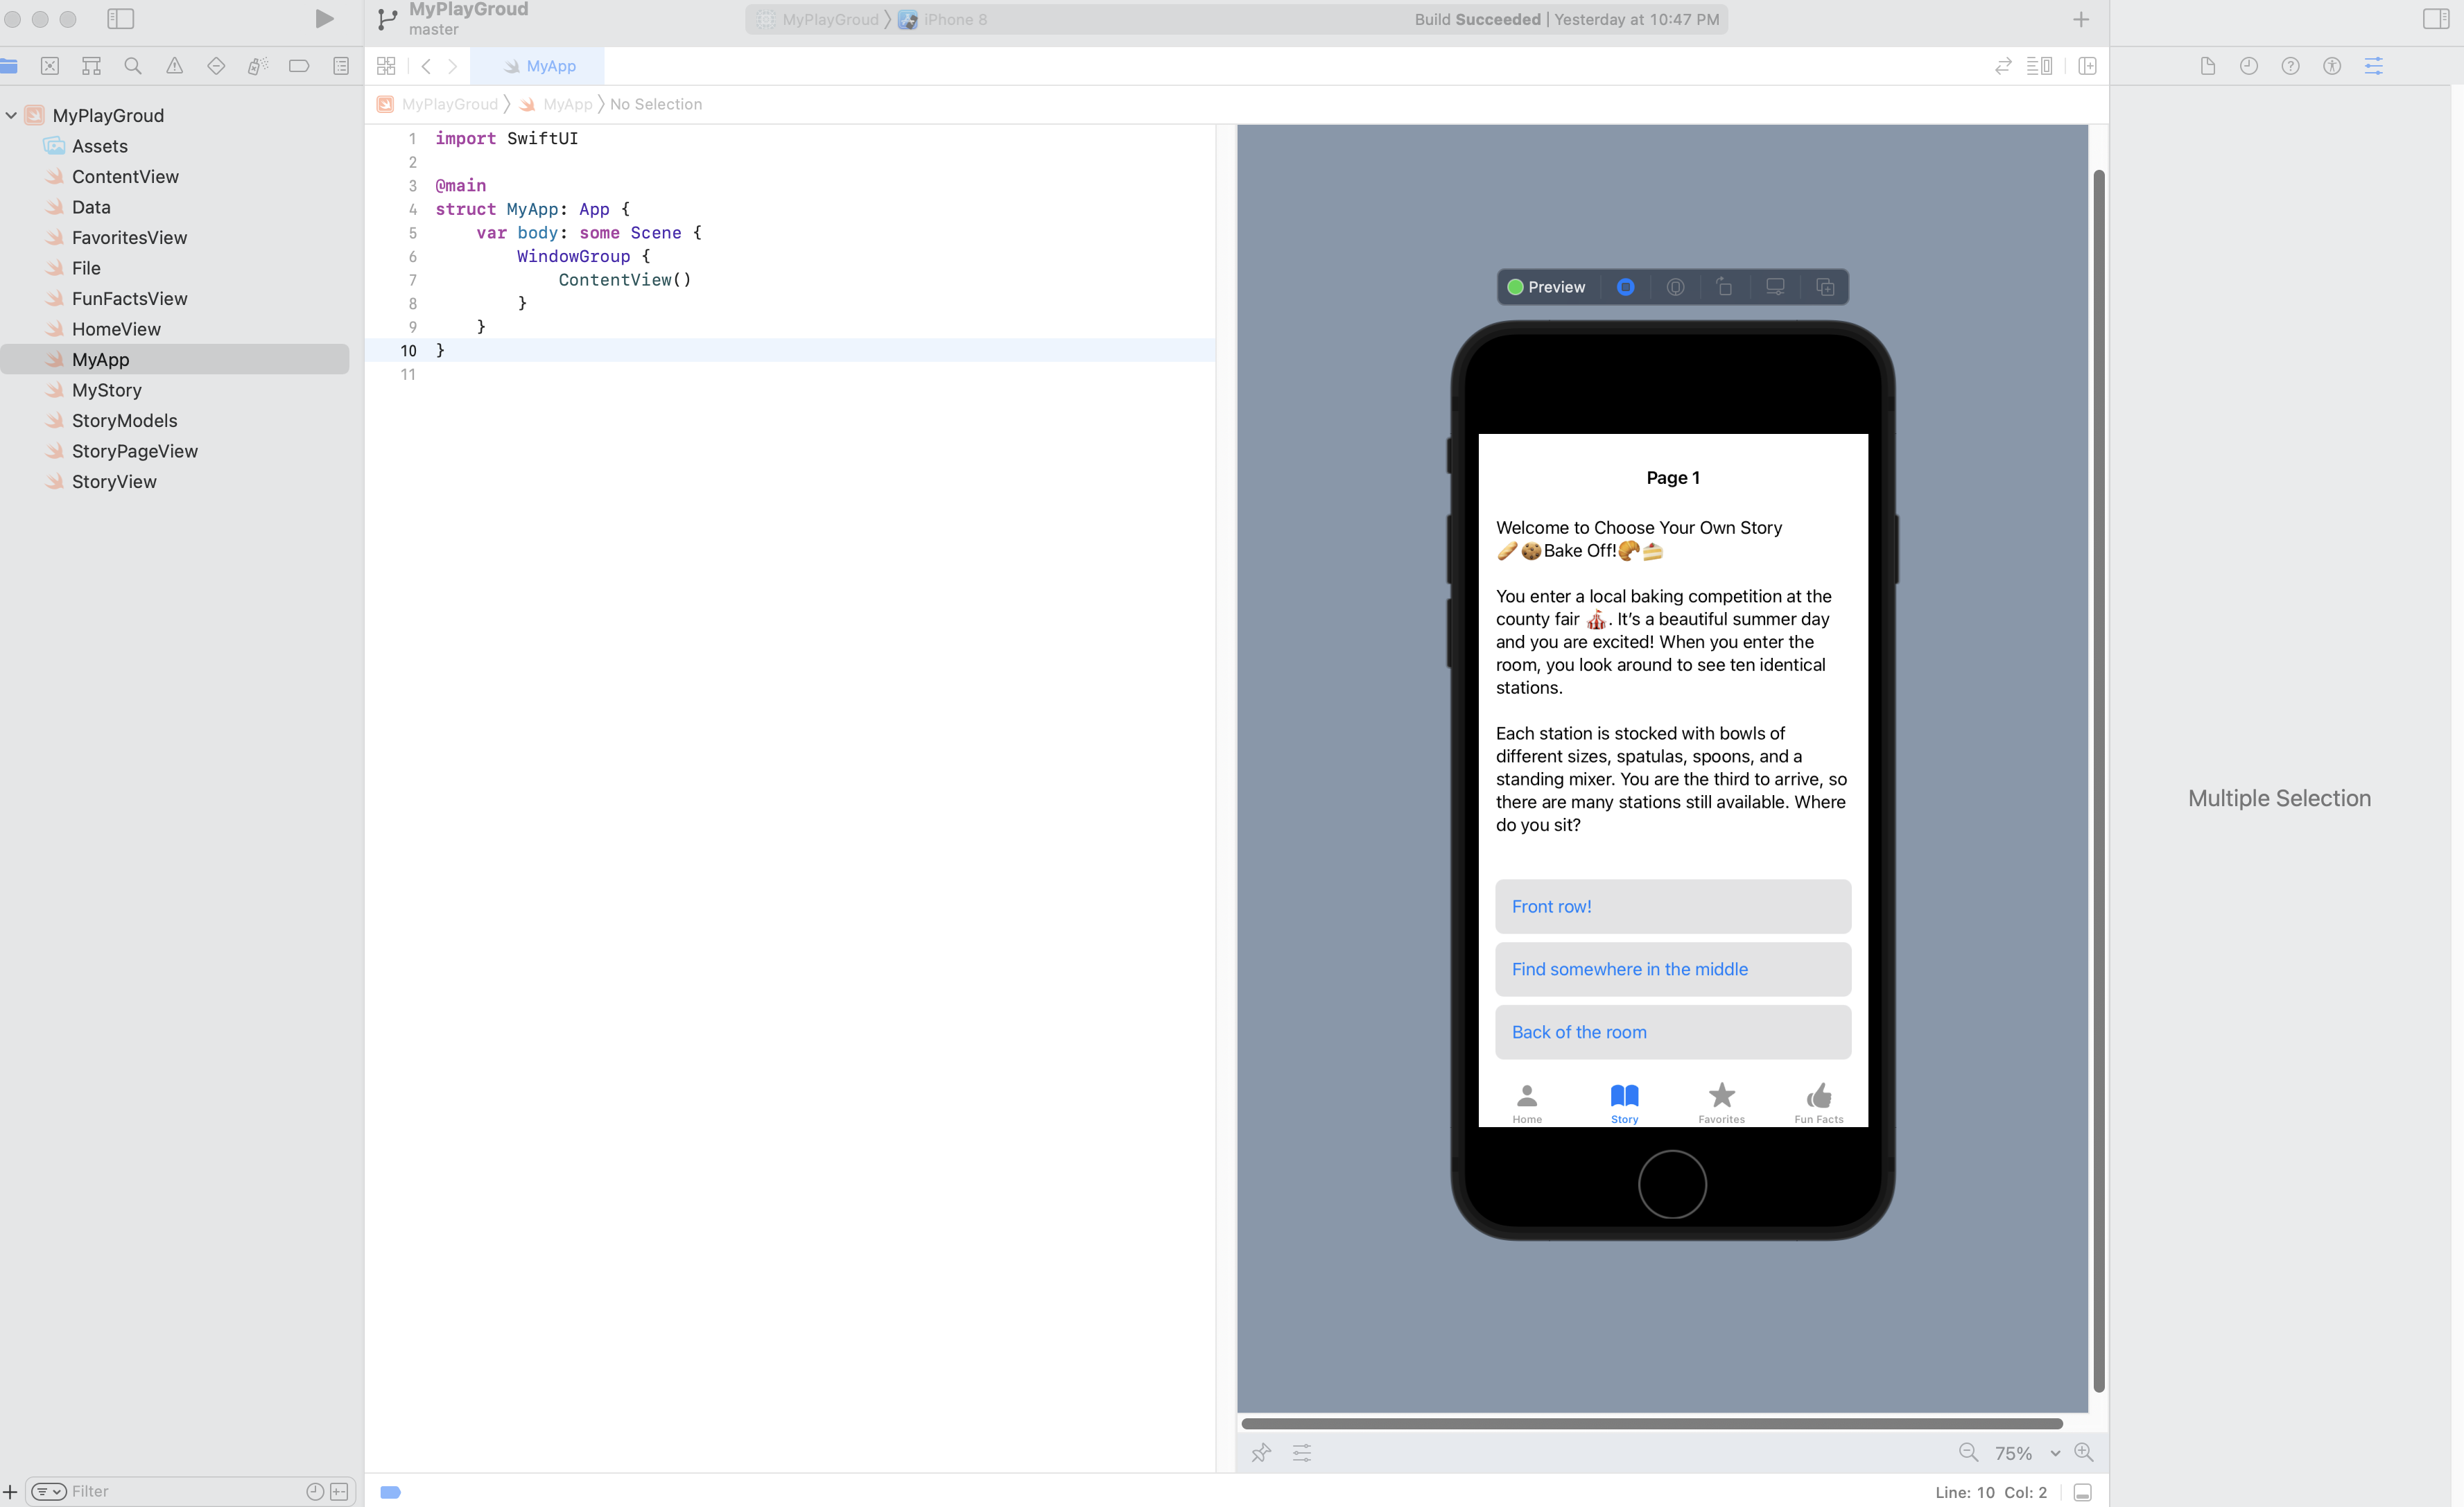 MyPlayGroud
master
MyPlayGroud
iPhone 8
Build Succeeded | Yesterday at 10:47 PM
MyApp
MyPlayGroud
MyApp
No Selection
MyPlayGroud
Assets
ContentView
Data
FavoritesView
File
FunFactsView
HomeView
MyApp
MyStory
StoryModels
StoryPageView
StoryView
Filter
1 import SwiftUI
2
3 @main
4 struct MyApp: App {
5 var body: some Scene {
6 WindowGroup {
7 ContentView()
8 }
9 }
10 }
11
Preview
Page 1
Welcome to Choose Your Own Story
🥖🍪Bake Off!🥐🍰
You enter a local baking competition at the
county fair 🎪. It’s a beautiful summer day
and you are excited! When you enter the
room, you look around to see ten identical
stations.
Each station is stocked with bowls of
different sizes, spatulas, spoons, and a
standing mixer. You are the third to arrive, so
there are many stations still available. Where
do you sit?
Front row!
Find somewhere in the middle
Back of the room
Home
Story
Favorites
Fun Facts
75%
Line: 10 Col: 2
Multiple Selection